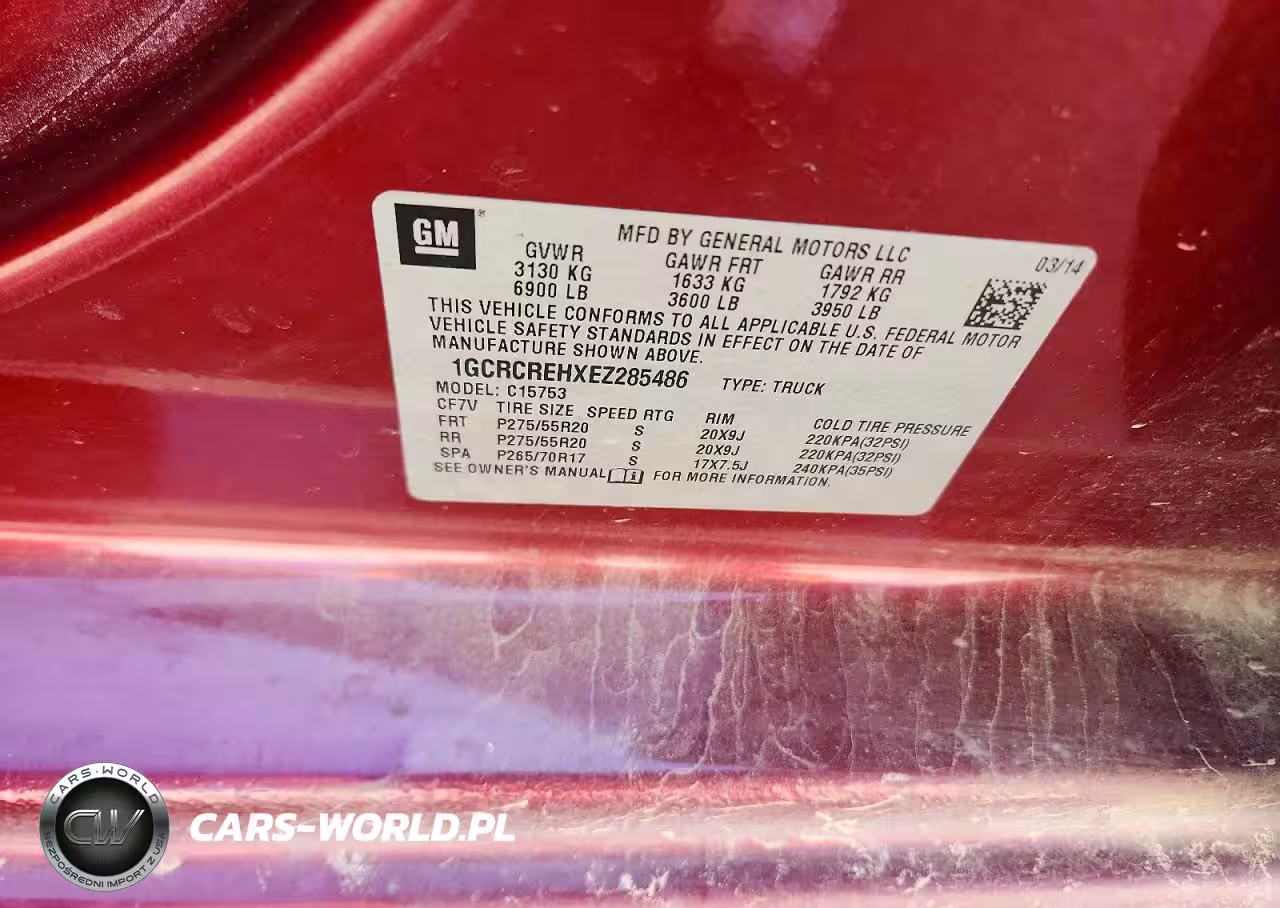 GM ®
MFD BY GENERAL MOTORS LLC
03/14
GVWR GAWR FRT GAWR RR
3130 KG 1633 KG 1792 KG
6900 LB 3600 LB 3950 LB
THIS VEHICLE CONFORMS TO ALL APPLICABLE U.S. FEDERAL MOTOR
VEHICLE SAFETY STANDARDS IN EFFECT ON THE DATE OF
MANUFACTURE SHOWN ABOVE.
1GCRCREHXEZ285486 TYPE: TRUCK
MODEL: C15753
CF7V TIRE SIZE SPEED RTG RIM COLD TIRE PRESSURE
FRT P275/55R20 S 20X9J 220KPA(32PSI)
RR P275/55R20 S 20X9J 220KPA(32PSI)
SPA P265/70R17 S 17X7.5J 240KPA(35PSI)
SEE OWNER'S MANUAL FOR MORE INFORMATION.
CARS-WORLD
CW
BEZPOŚREDNI IMPORT Z USA
CARS-WORLD.PL